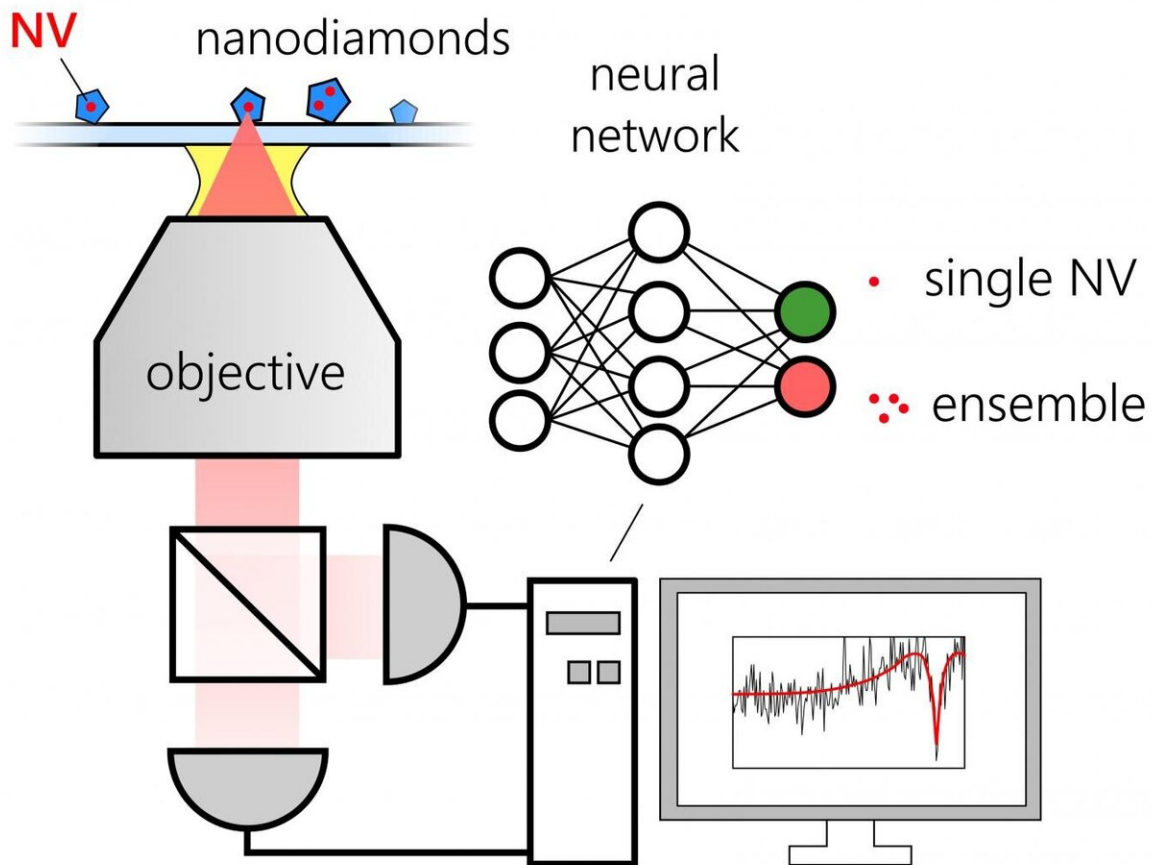 NV
nanodiamonds
neural
network
objective
single NV
ensemble